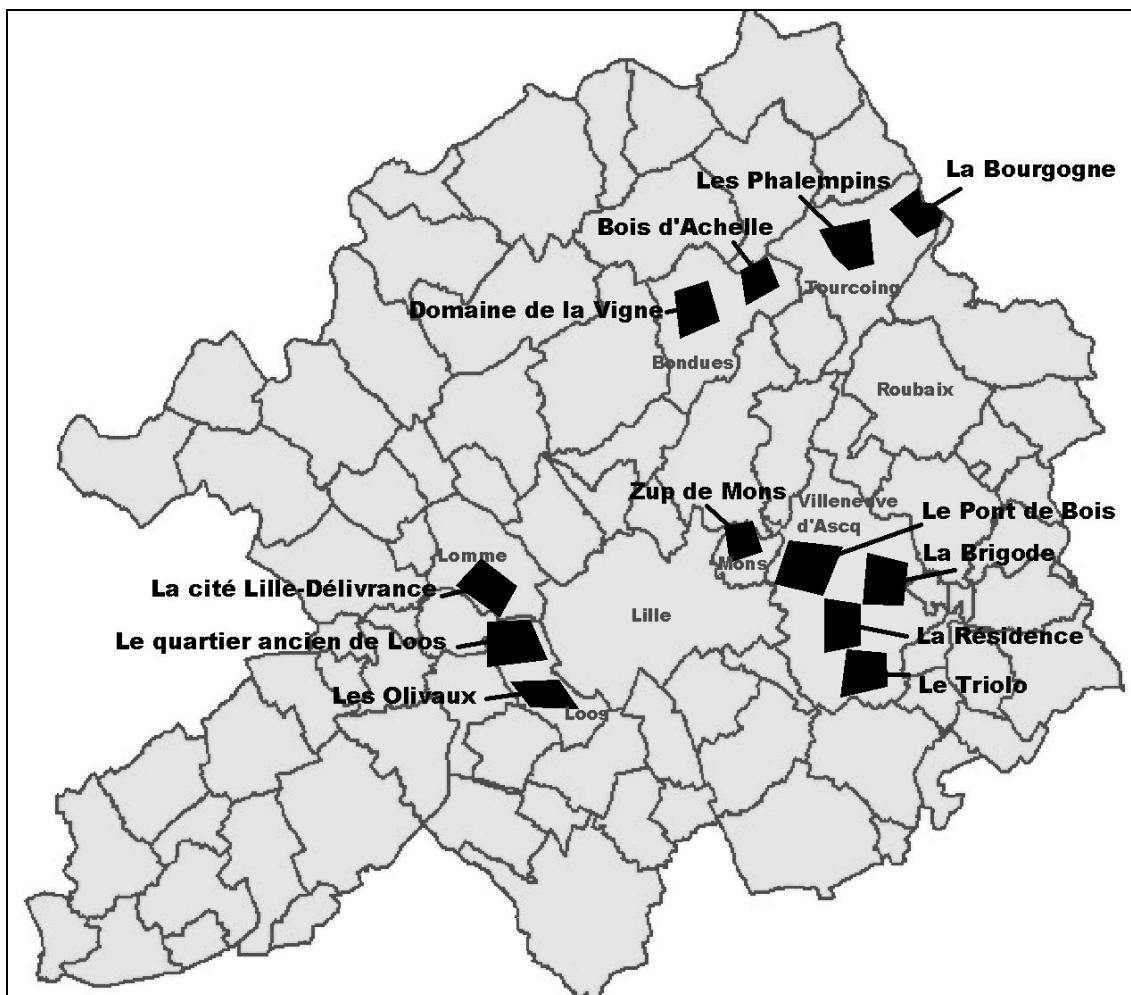 La Bourgogne
Les Phalempins
Bois d'Achelle
Tourcoing
Domaine de la Vigne
Bondues
Roubaix
Zup de Mons
Villeneuve
d'Ascq
Le Pont de Bois
Lomme
Mons
La Brigode
La cité Lille-Délivrance
Lille
La Résidence
Le quartier ancien de Loos
Le Triolo
Les Olivaux
Loos